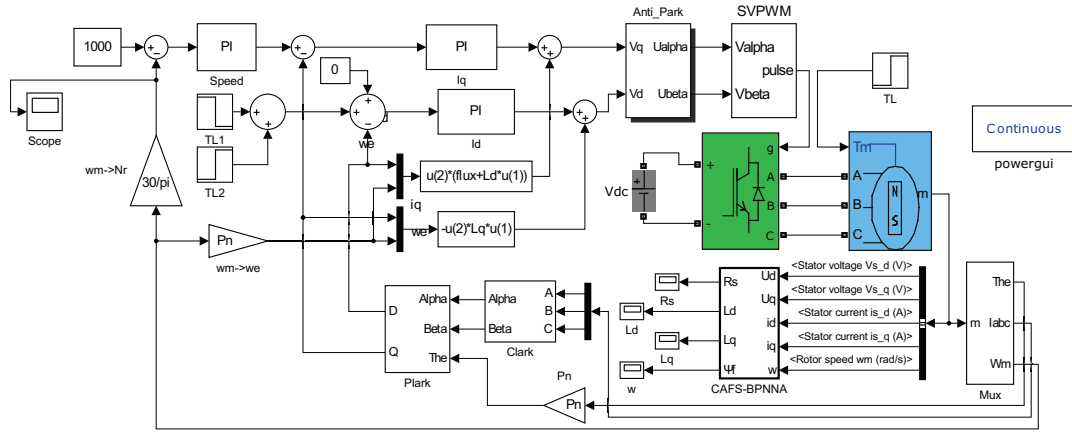 Anti_Park
SVPWM
1000
PI
Speed
PI
Iq
Vq
Ualpha
Vd
Ubeta
Valpha
pulse
Vbeta
TL
Continuous
powergui
Scope
0
TL1
TL2
we
PI
Id
wm->Nr
30/pi
iq
u(2)*(flux+Ld*u(1))
we
-u(2)*Lq*u(1)
Pn
wm->we
Vdc
+
-
g
A
B
C
Tm
A
B
C
N
S
m
D
Q
Alpha
Beta
The
Plark
Alpha
Beta
A
B
C
Clark
Pn
Pn
Rs
Ld
Lq
w
Rs
Ld
Lq
Ψf
Ud
Uq
id
iq
w
CAFS-BPNNA
<Stator voltage Vs_d (V)>
<Stator voltage Vs_q (V)>
<Stator current is_d (A)>
<Stator current is_q (A)>
<Rotor speed wm (rad/s)>
m
The
Iabc
Wm
Mux